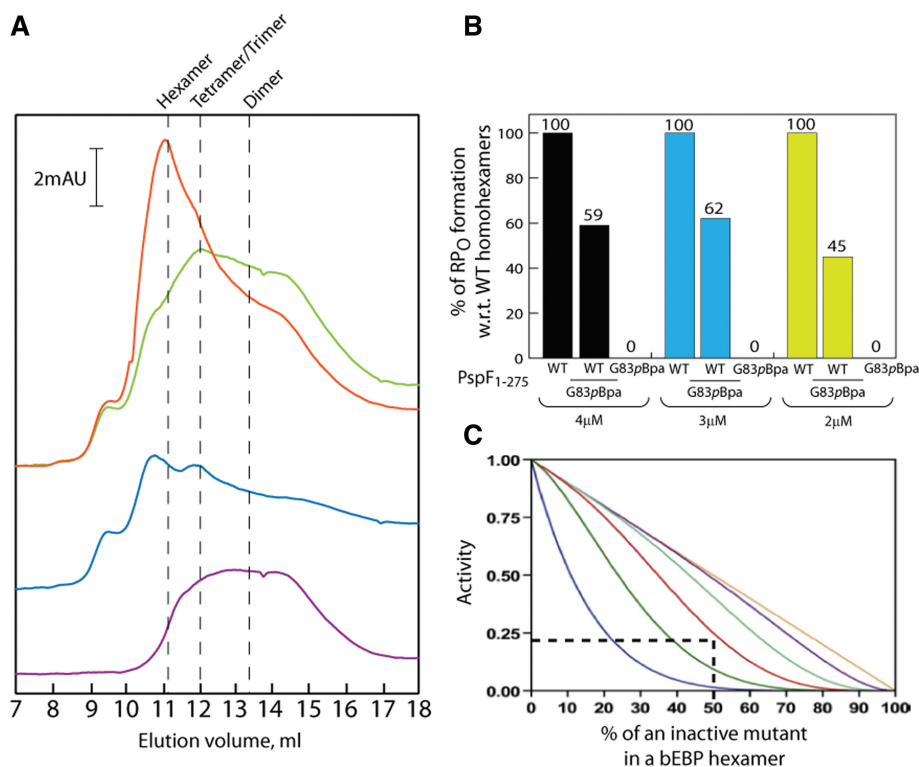 A
Hexamer
Tetramer/Trimer
Dimer
2mAU
7 8 9 10 11 12 13 14 15 16 17 18
Elution volume, ml
B
% of RPO formation
w.r.t. WT homohexamers
100
80
60
40
20
0
100 59 0 100 62 0 100 45 0
PspF1-275
WT WT G83pBpa WT WT G83pBpa WT WT G83pBpa
G83pBpa G83pBpa G83pBpa
4μM 3μM 2μM
C
Activity
1.00
0.75
0.50
0.25
0.00
0 10 20 30 40 50 60 70 80 90 100
% of an inactive mutant
in a bEBP hexamer